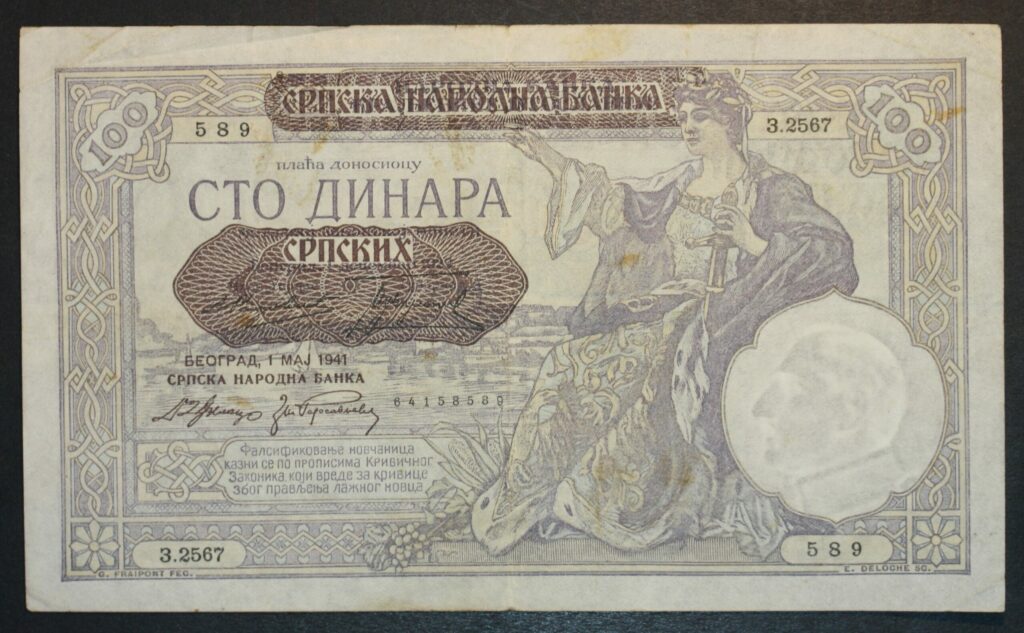 100
СРПСКА НАРОДНА БАНКА
100
589
З.2567
плаћа доносиоцу
СТО ДИНАРА
СРПСКИХ
БЕОГРАД, 1 МАЈ 1941
СРПСКА НАРОДНА БАНКА
64158589
Фалсификовање новчаница
казни се по прописима Кривичног
Законика, који вреде за кривице
због прављења лажног новца.
З.2567
589
G. FRAIPONT FEC.
E. DELOCHE SC.